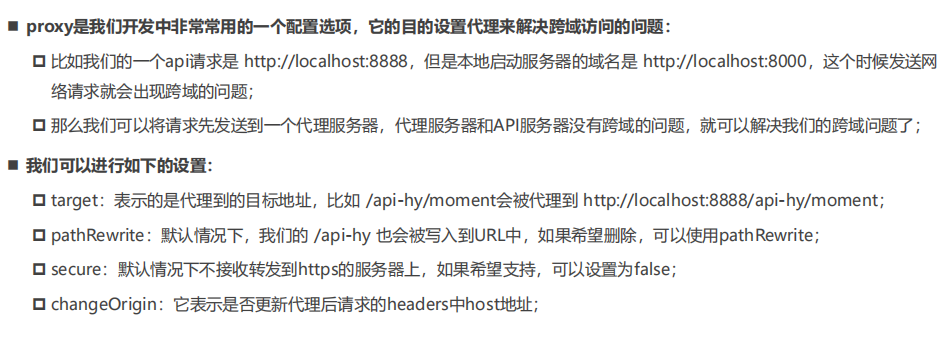 ■ proxy是我们开发中非常常用的一个配置选项，它的目的设置代理来解决跨域访问的问题：
□ 比如我们的一个api请求是 http://localhost:8888，但是本地启动服务器的域名是 http://localhost:8000，这个时候发送网
络请求就会出现跨域的问题；
□ 那么我们可以将请求先发送到一个代理服务器，代理服务器和API服务器没有跨域的问题，就可以解决我们的跨域问题了；
■ 我们可以进行如下的设置：
□ target：表示的是代理到的目标地址，比如 /api-hy/moment会被代理到 http://localhost:8888/api-hy/moment；
□ pathRewrite：默认情况下，我们的 /api-hy 也会被写入到URL中，如果希望删除，可以使用pathRewrite；
□ secure：默认情况下不接收转发到https的服务器上，如果希望支持，可以设置为false；
□ changeOrigin：它表示是否更新代理后请求的headers中host地址；